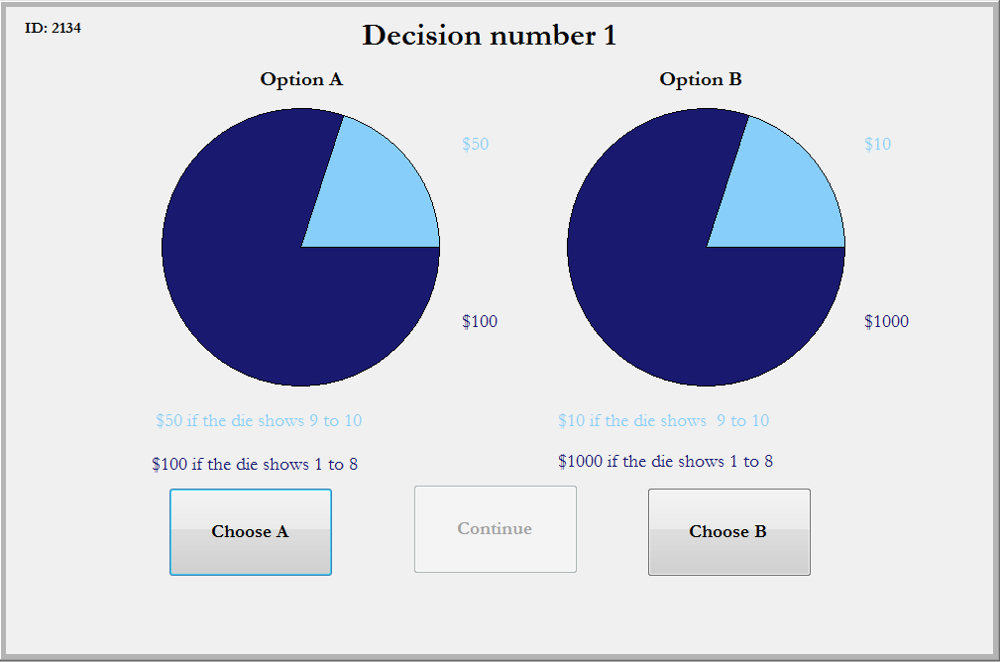 ID: 2134
Decision number 1
Option A
Option B
$50
$10
$100
$1000
$50 if the die shows 9 to 10
$10 if the die shows  9 to 10
$100 if the die shows 1 to 8
$1000 if the die shows 1 to 8
Choose A
Continue
Choose B